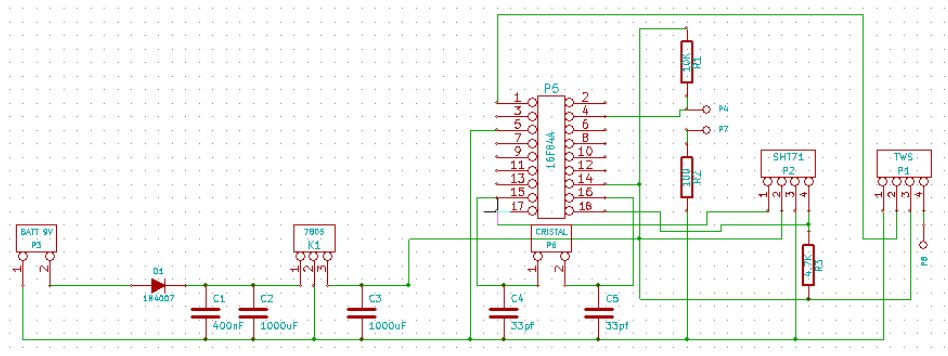 P5
16F84A
1
2
3
4
5
6
7
8
9
10
11
12
13
14
15
16
17
18
10K
R1
P4
P7
100
R2
SHT71
P2
1
2
3
4
TWS
P1
1
2
3
4
P8
4.7K
R3
BATT 9V
P3
1
2
D1
1N4007
7805
K1
1
2
3
C1
400nF
C2
1000uF
C3
1000uF
CRISTAL
P6
1
2
C4
33pf
C5
33pf